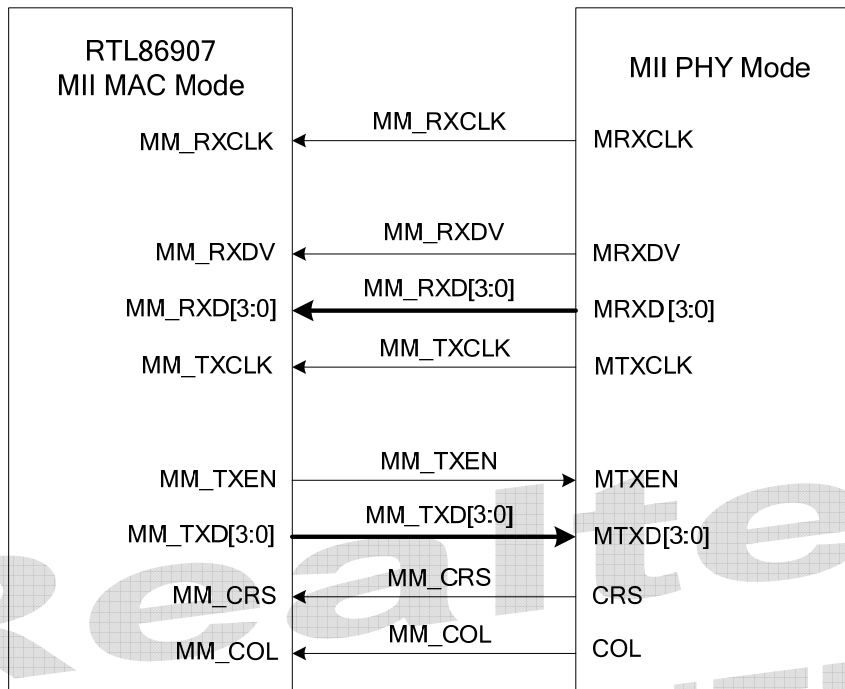 RTL86907
MII MAC Mode
MII PHY Mode
MM_RXCLK
MM_RXCLK
MRXCLK
MM_RXDV
MM_RXDV
MRXDV
MM_RXD[3:0]
MM_RXD[3:0]
MRXD[3:0]
MM_TXCLK
MM_TXCLK
MTXCLK
MM_TXEN
MM_TXEN
MTXEN
MM_TXD[3:0]
MM_TXD[3:0]
MTXD[3:0]
MM_CRS
MM_CRS
CRS
MM_COL
MM_COL
COL
Realte